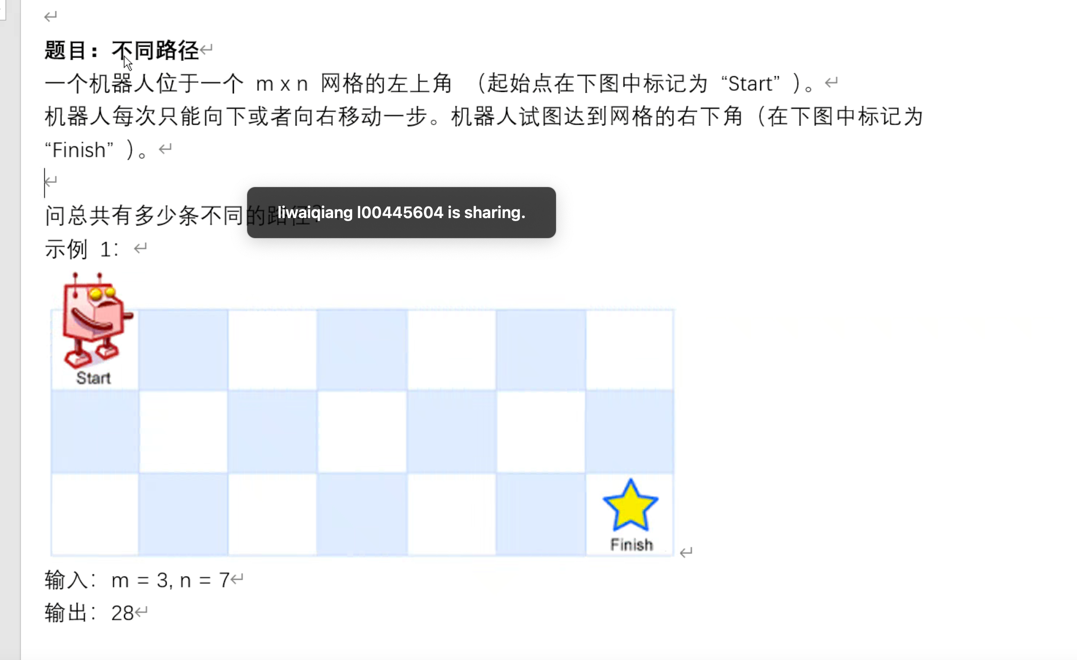 题目：不同路径
一个机器人位于一个 m x n 网格的左上角 （起始点在下图中标记为 “Start” ）。
机器人每次只能向下或者向右移动一步。机器人试图达到网格的右下角（在下图中标记为
“Finish” ）。
问总共有多少条不同的路径？
liwaiqiang l00445604 is sharing.
示例 1：
Start
Finish
输入：m = 3, n = 7
输出：28